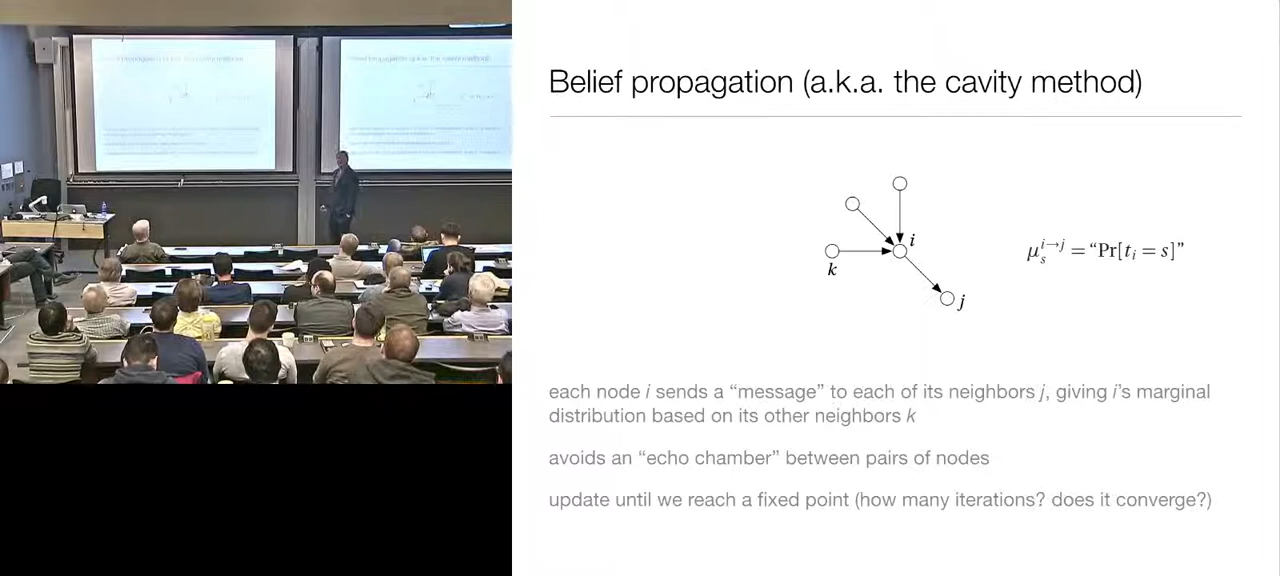 Belief propagation (a.k.a. the cavity method)
i
k
j
μ_s^{i→j} = “Pr[t_i = s]”
each node i sends a “message” to each of its neighbors j, giving i’s marginal
distribution based on its other neighbors k
avoids an “echo chamber” between pairs of nodes
update until we reach a fixed point (how many iterations? does it converge?)